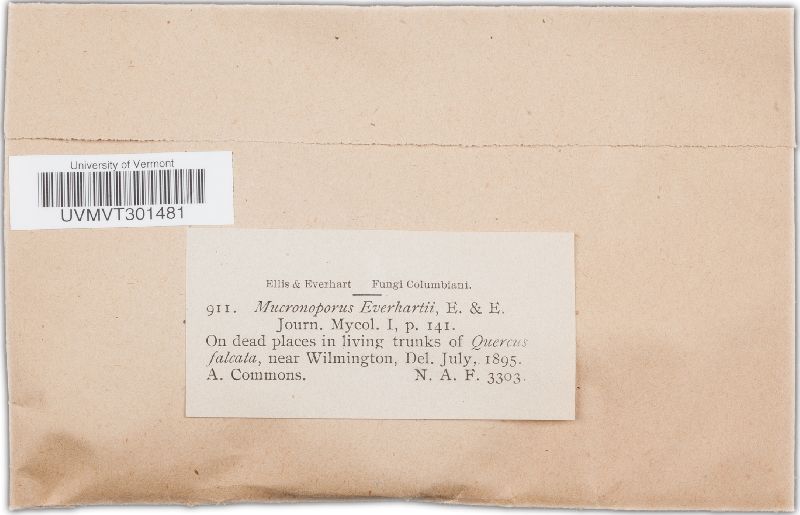 University of Vermont
UVMVT301481
Ellis & Everhart Fungi Columbiani.
911. Mucronoporus Everhartii, E. & E.
Journ. Mycol. I, p. 141.
On dead places in living trunks of Quercus
falcata, near Wilmington, Del. July, 1895.
A. Commons. N. A. F. 3303.